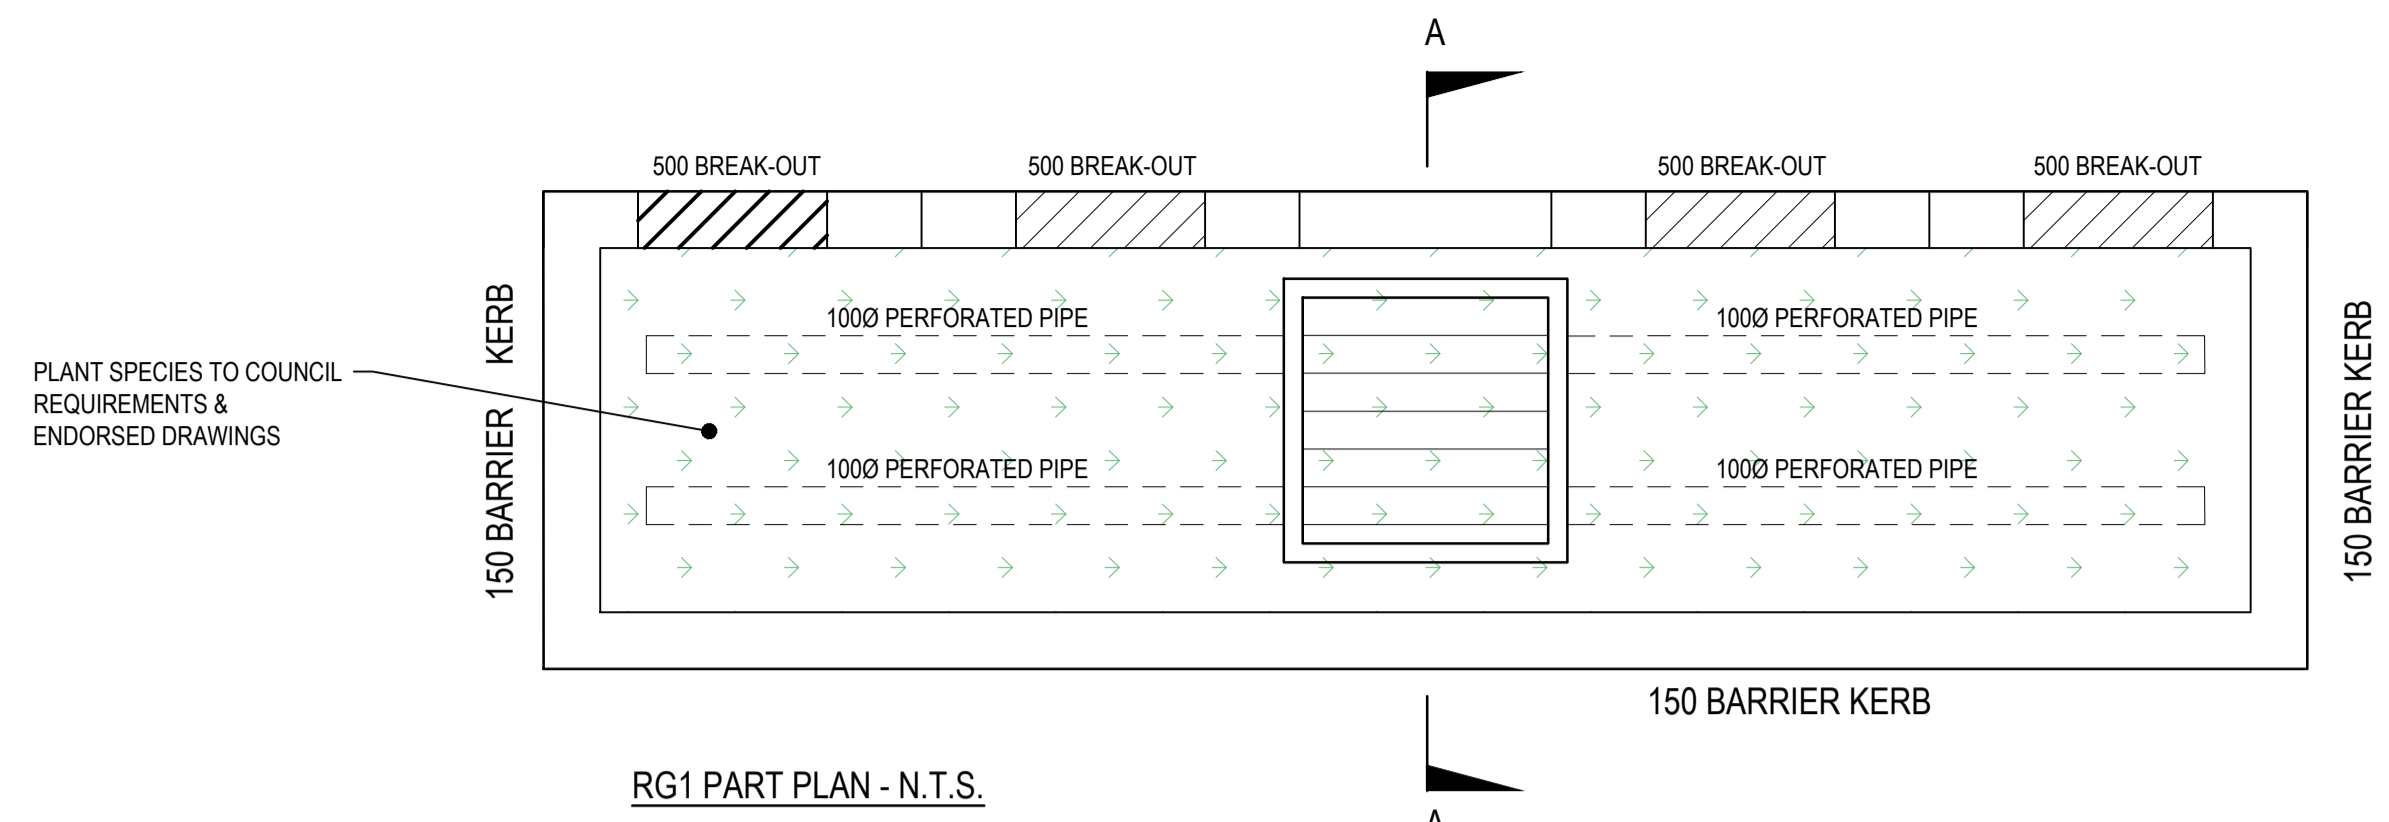 A
500 BREAK-OUT
500 BREAK-OUT
500 BREAK-OUT
500 BREAK-OUT
100Ø PERFORATED PIPE
100Ø PERFORATED PIPE
150 BARRIER KERB
PLANT SPECIES TO COUNCIL
REQUIREMENTS &
ENDORSED DRAWINGS
150 BARRIER KERB
100Ø PERFORATED PIPE
100Ø PERFORATED PIPE
150 BARRIER KERB
RG1 PART PLAN - N.T.S.
A